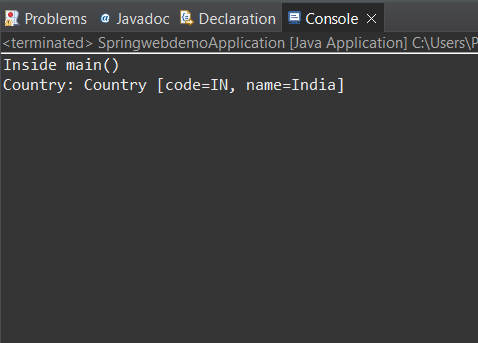 Problems Javadoc Declaration Console
<terminated> SpringwebdemoApplication [Java Application] C:\Users\P
Inside main()
Country: Country [code=IN, name=India]